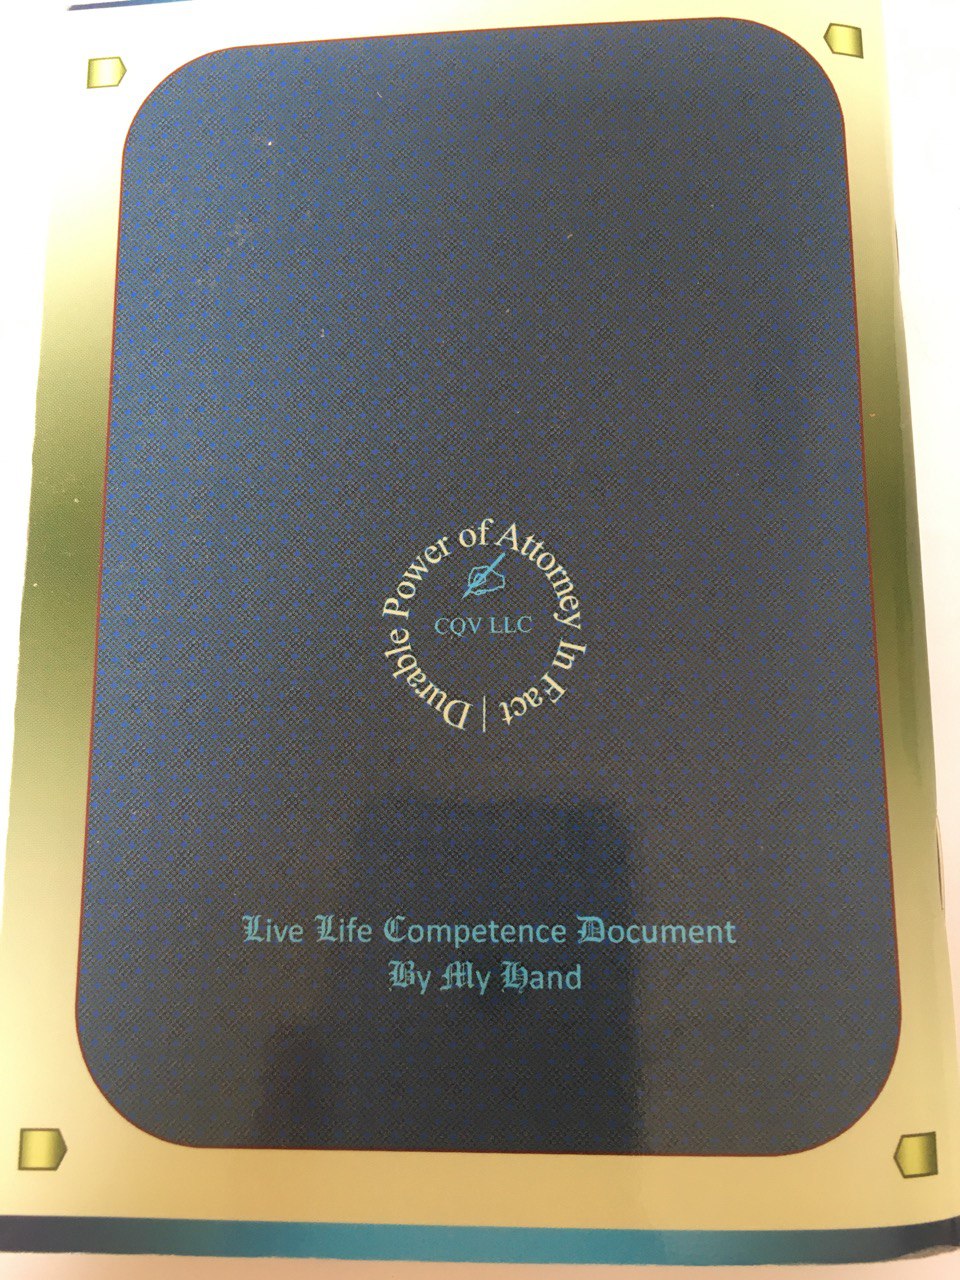 Durable Power of Attorney In Fact |
CQV LLC
Live Life Competence Document
By My Hand